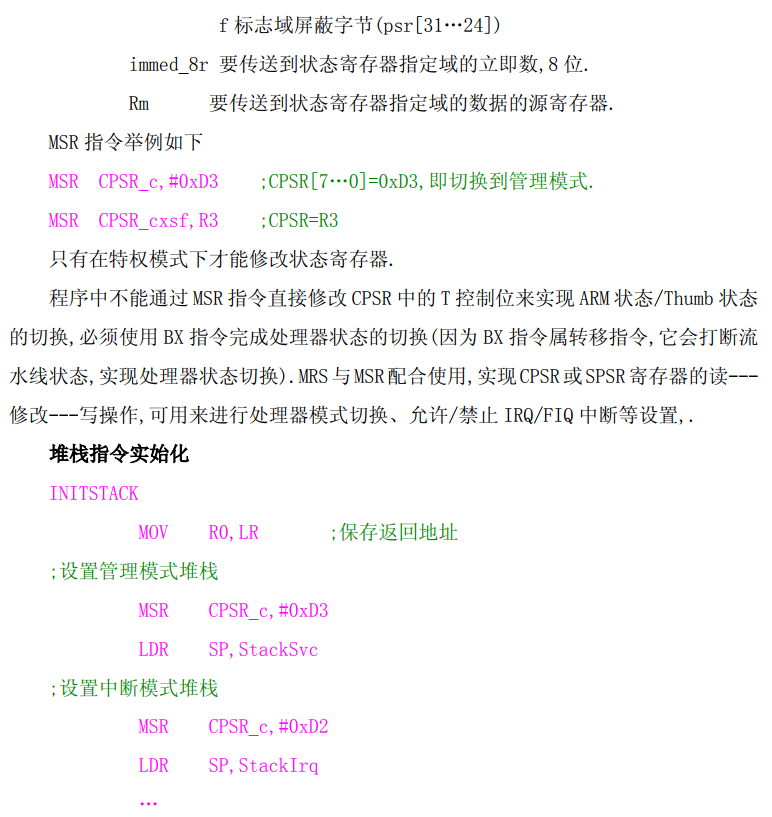 f 标志域屏蔽字节(psr[31…24])
immed_8r 要传送到状态寄存器指定域的立即数,8 位.
Rm 要传送到状态寄存器指定域的数据的源寄存器.
MSR 指令举例如下
MSR CPSR_c,#0xD3 ;CPSR[7…0]=0xD3,即切换到管理模式.
MSR CPSR_cxsf,R3 ;CPSR=R3
只有在特权模式下才能修改状态寄存器.
程序中不能通过 MSR 指令直接修改 CPSR 中的 T 控制位来实现 ARM 状态/Thumb 状态
的切换,必须使用 BX 指令完成处理器状态的切换(因为 BX 指令属转移指令,它会打断流
水线状态,实现处理器状态切换).MRS 与 MSR 配合使用,实现 CPSR 或 SPSR 寄存器的读---
修改---写操作,可用来进行处理器模式切换、允许/禁止 IRQ/FIQ 中断等设置,.
堆栈指令实始化
INITSTACK
MOV R0,LR ;保存返回地址
;设置管理模式堆栈
MSR CPSR_c,#0xD3
LDR SP,StackSvc
;设置中断模式堆栈
MSR CPSR_c,#0xD2
LDR SP,StackIrq
…